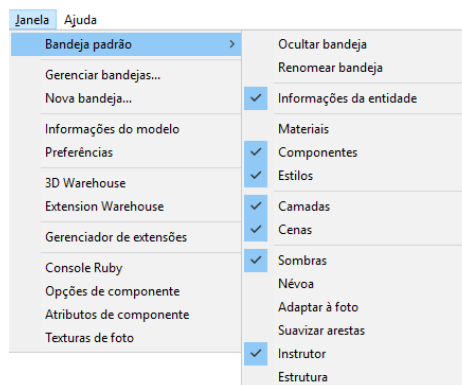 Janela Ajuda
Bandeja padrão >
Gerenciar bandejas...
Nova bandeja...
Informações do modelo
Preferências
3D Warehouse
Extension Warehouse
Gerenciador de extensões
Console Ruby
Opções de componente
Atributos de componente
Texturas de foto
Ocultar bandeja
Renomear bandeja
Informações da entidade
Materiais
Componentes
Estilos
Camadas
Cenas
Sombras
Névoa
Adaptar à foto
Suavizar arestas
Instrutor
Estrutura